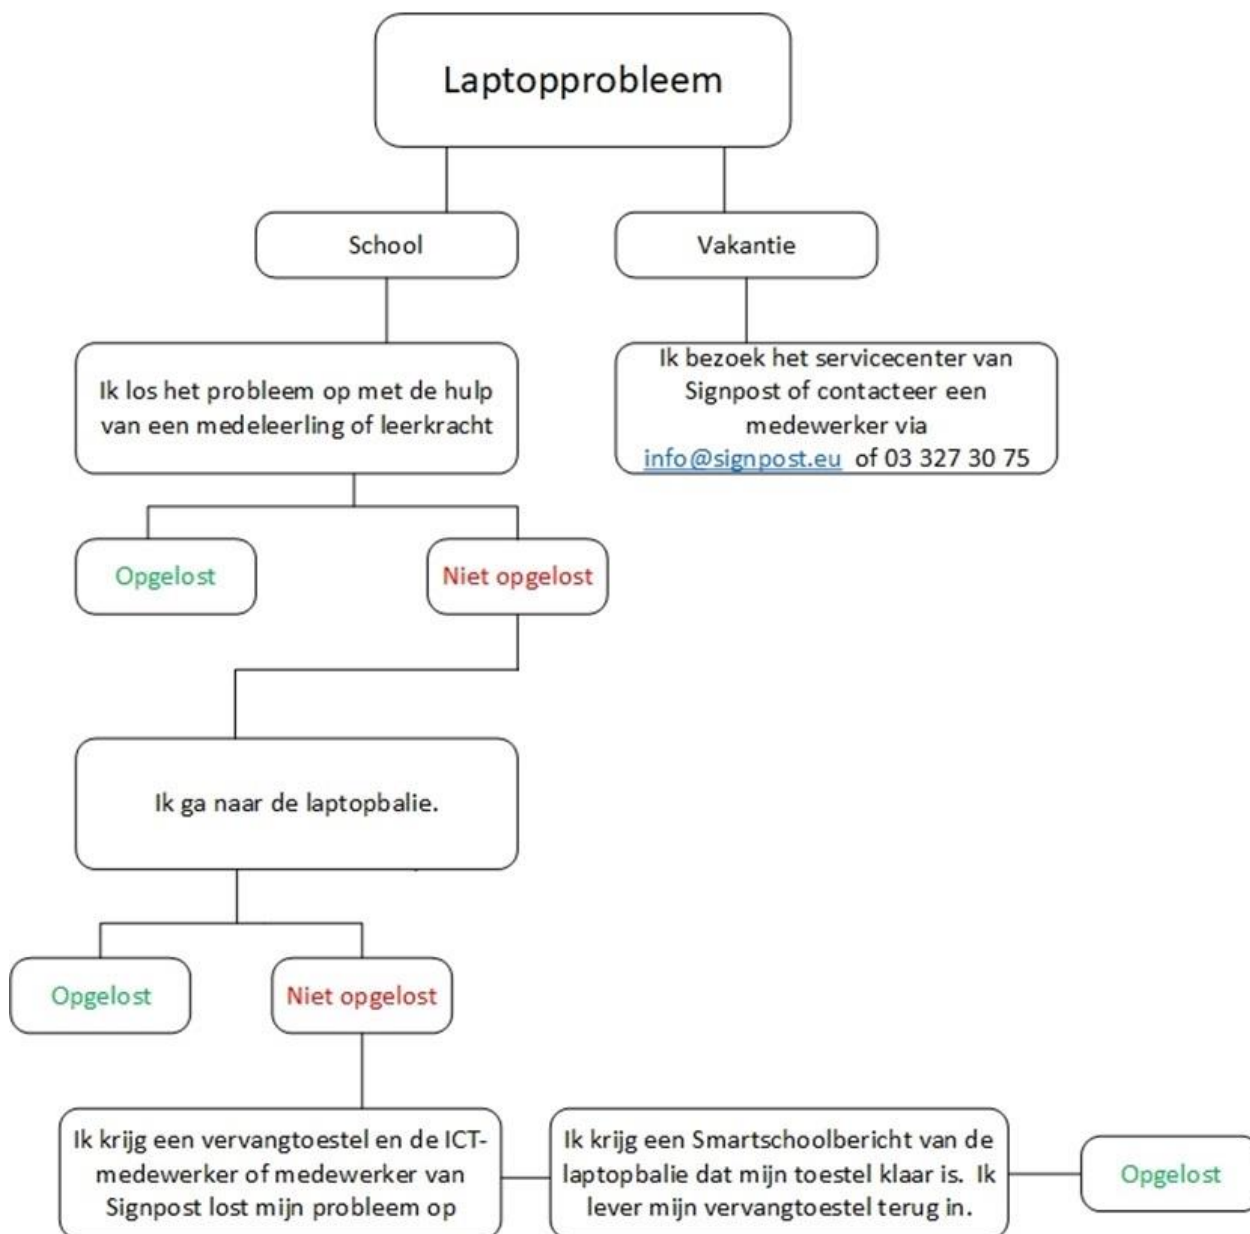 Laptopprobleem
School
Vakantie
Ik los het probleem op met de hulp
van een medeleerling of leerkracht
Ik bezoek het servicecenter van
Signpost of contacteer een
medewerker via
info@signpost.eu of 03 327 30 75
Opgelost
Niet opgelost
Ik ga naar de laptopbalie.
Opgelost
Niet opgelost
Ik krijg een vervangtoestel en de ICT-
medewerker of medewerker van
Signpost lost mijn probleem op
Ik krijg een Smartschoolbericht van de
laptopbalie dat mijn toestel klaar is. Ik
lever mijn vervangtoestel terug in.
Opgelost